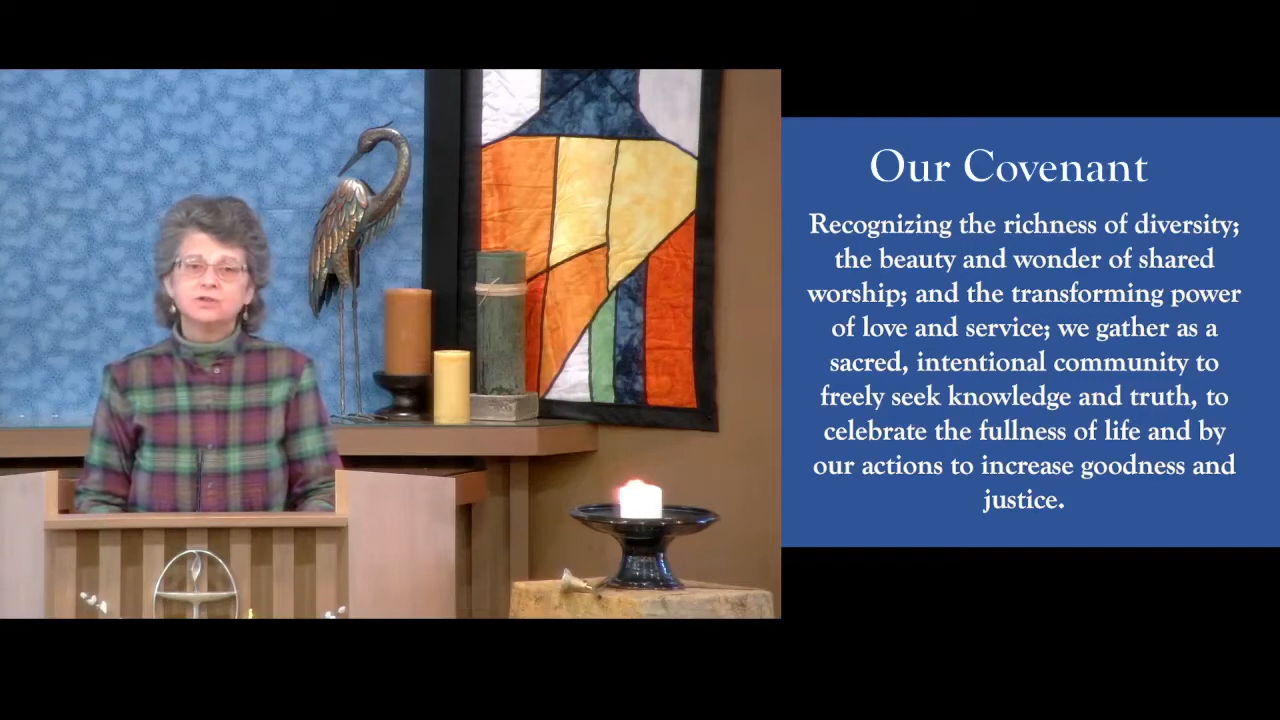 Our Covenant
Recognizing the richness of diversity;
the beauty and wonder of shared
worship; and the transforming power
of love and service; we gather as a
sacred, intentional community to
freely seek knowledge and truth, to
celebrate the fullness of life and by
our actions to increase goodness and
justice.